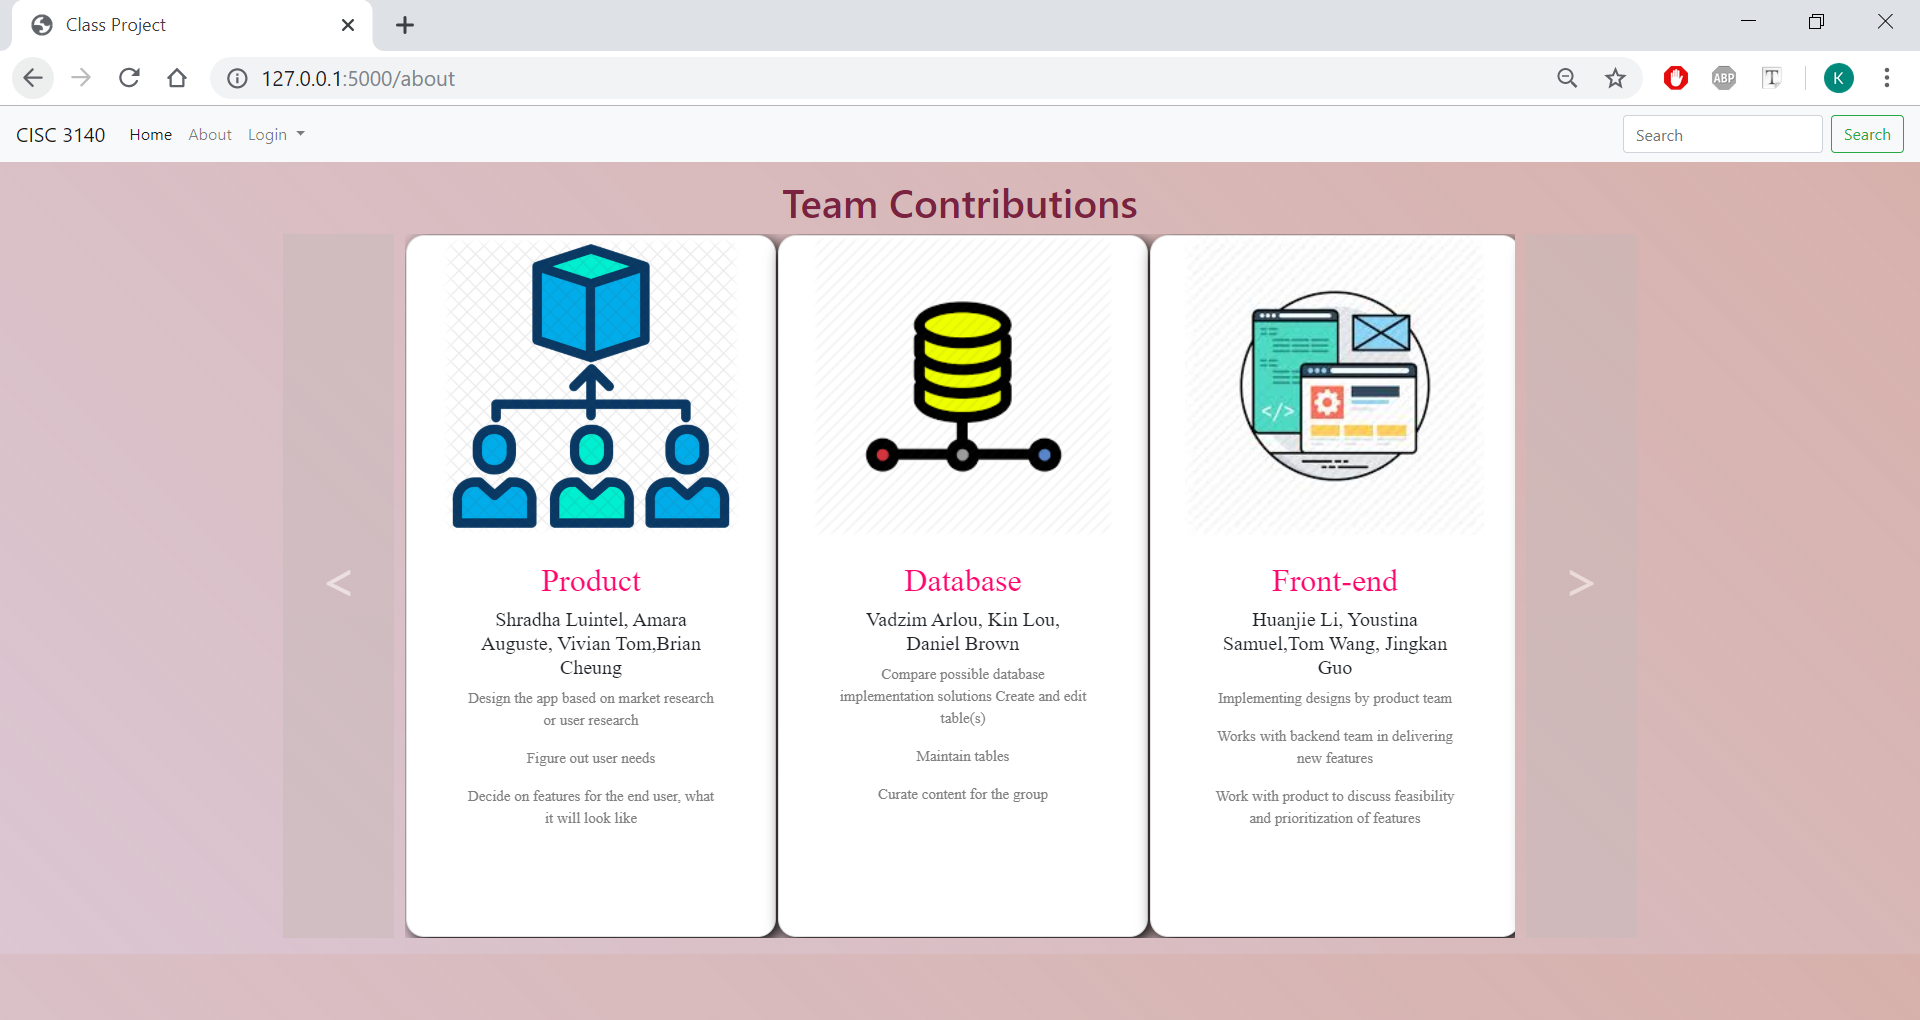 Class Project
127.0.0.1:5000/about
ABP
T
K
CISC 3140 Home About Login
Search Search
Team Contributions
<
</>
Product
Shradha Luintel, Amara
Auguste, Vivian Tom,Brian
Cheung
Design the app based on market research
or user research
Figure out user needs
Decide on features for the end user, what
it will look like
Database
Vadzim Arlou, Kin Lou,
Daniel Brown
Compare possible database
implementation solutions Create and edit
table(s)
Maintain tables
Curate content for the group
Front-end
Huanjie Li, Youstina
Samuel,Tom Wang, Jingkan
Guo
Implementing designs by product team
Works with backend team in delivering
new features
Work with product to discuss feasibility
and prioritization of features
>